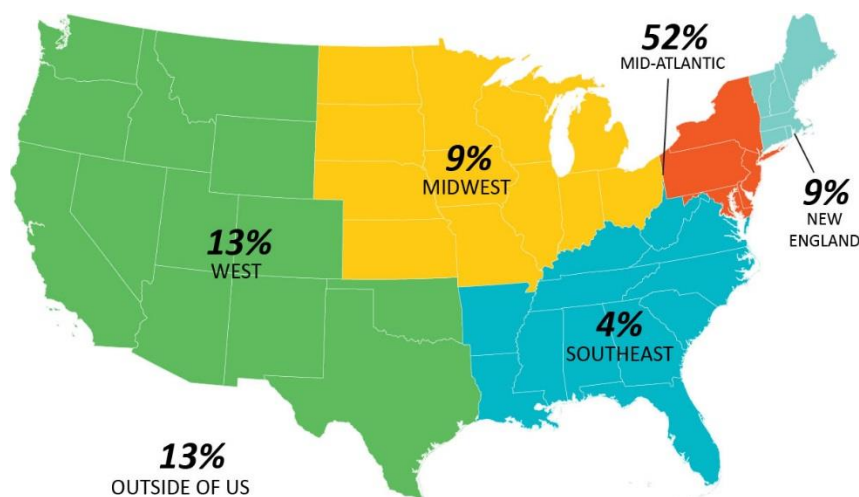 52%
MID-ATLANTIC
9%
MIDWEST
9%
NEW
ENGLAND
13%
WEST
4%
SOUTHEAST
13%
OUTSIDE OF US